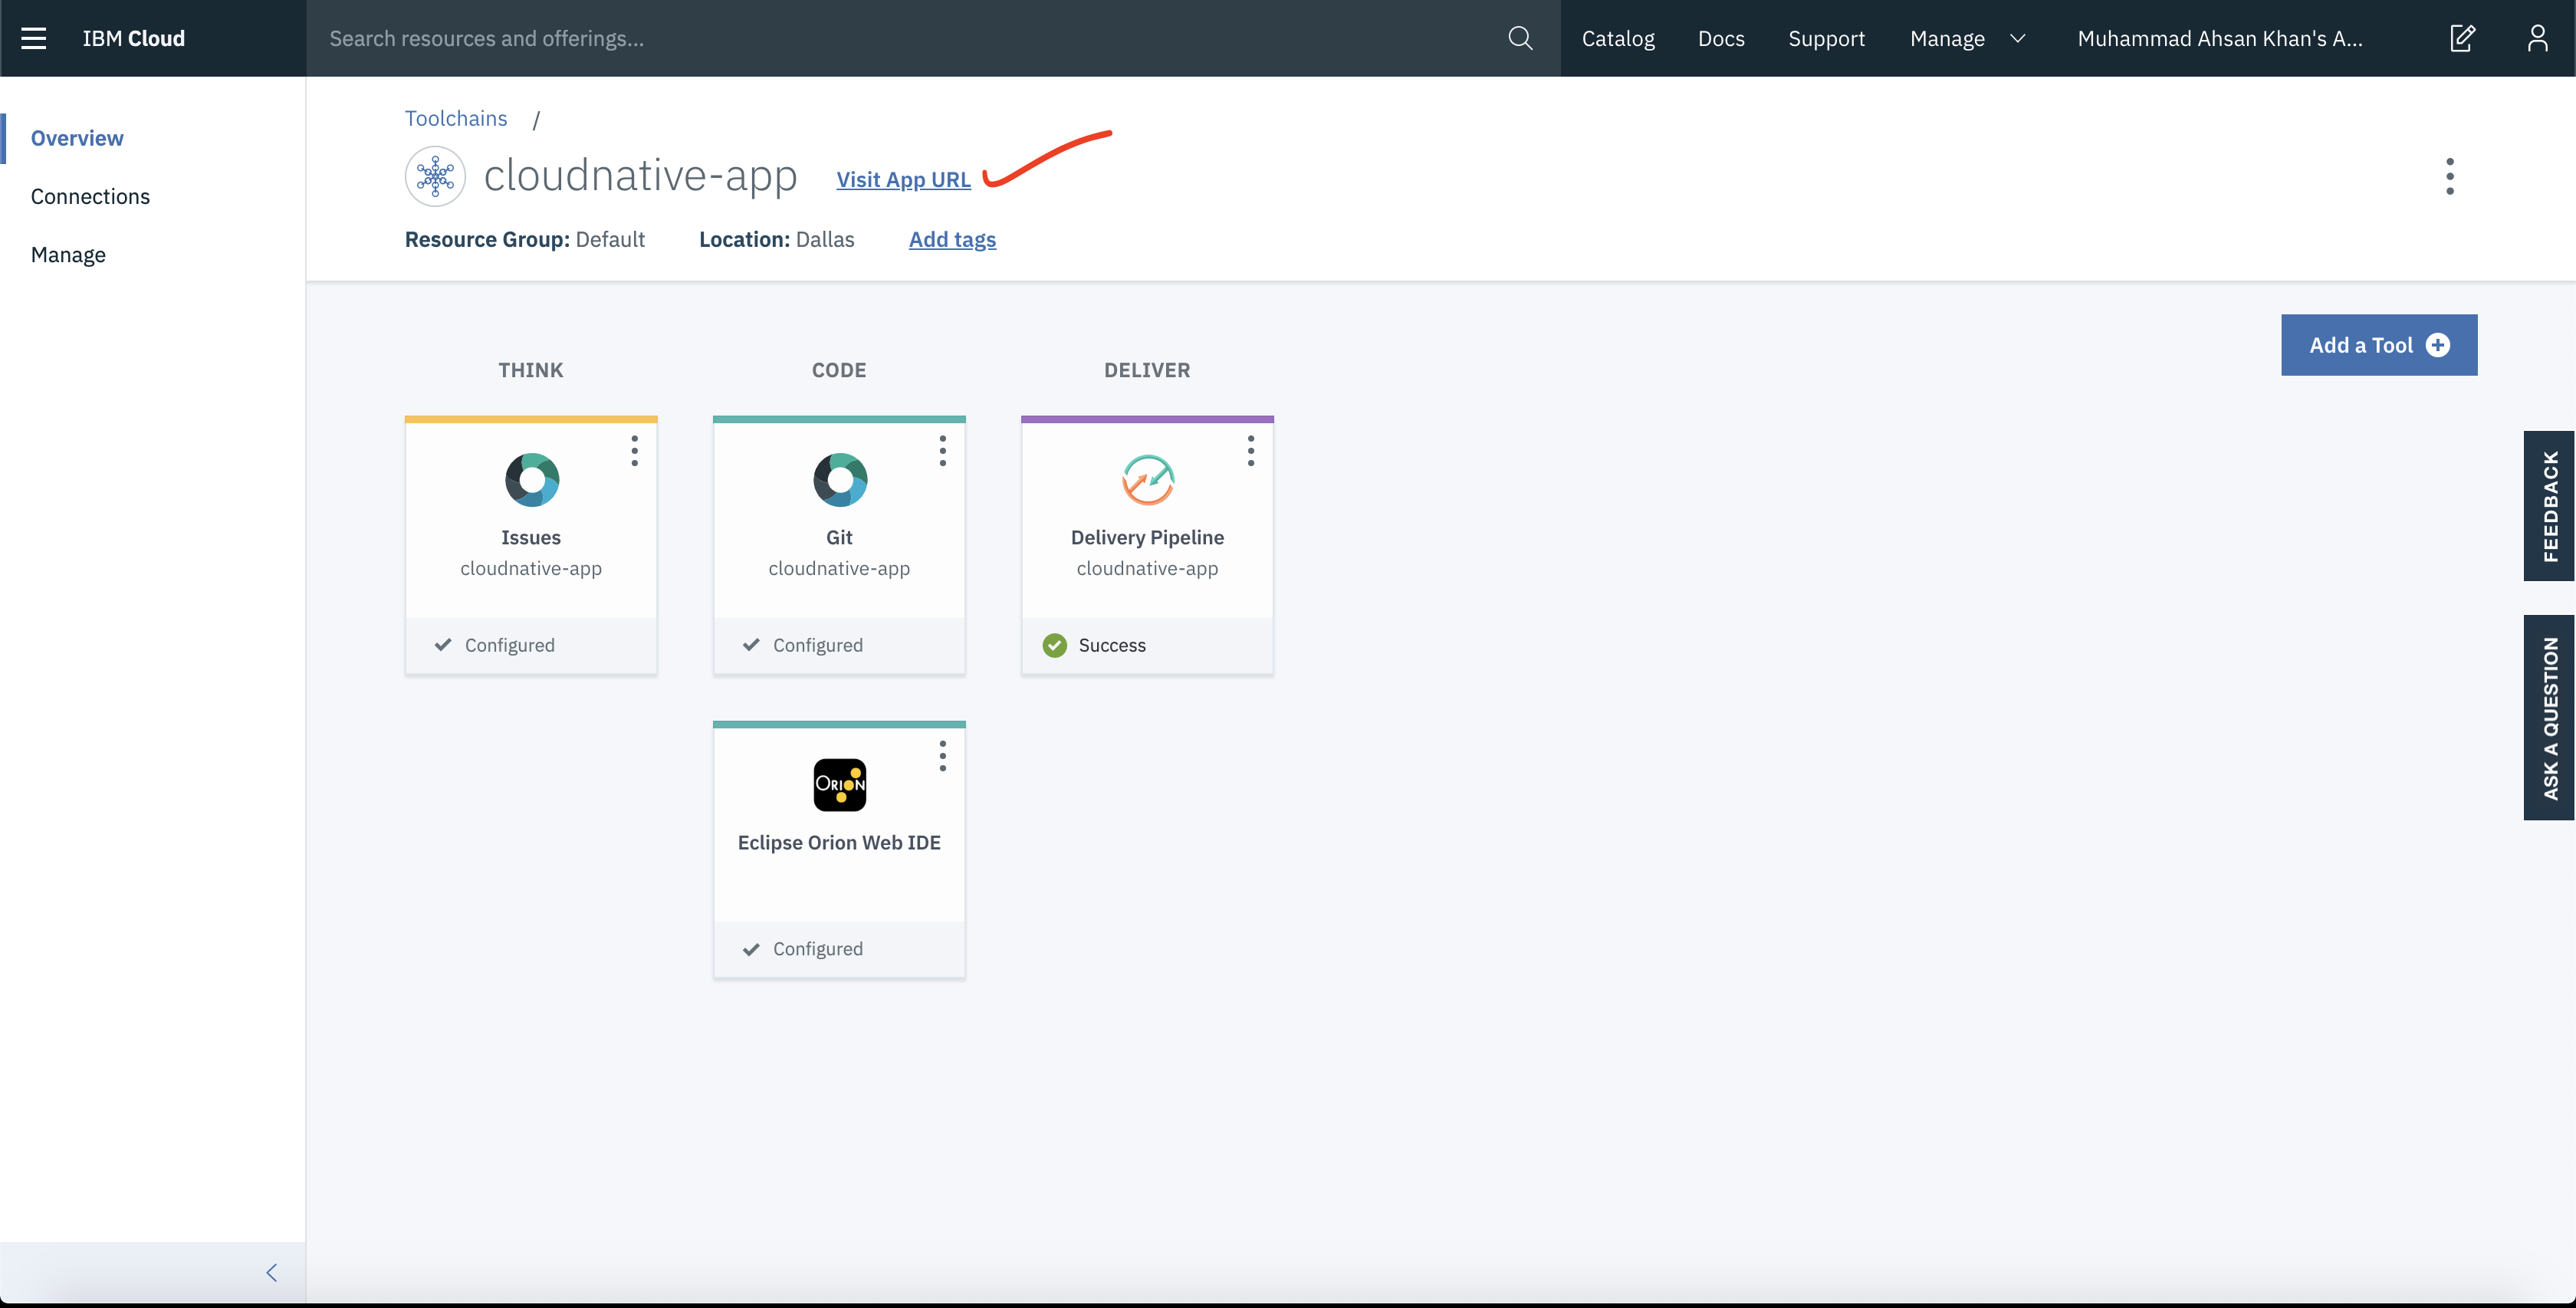 IBM Cloud
Search resources and offerings...
Catalog
Docs
Support
Manage
Muhammad Ahsan Khan's A...
Overview
Connections
Manage
Toolchains /
cloudnative-app
Visit App URL
Resource Group: Default
Location: Dallas
Add tags
Add a Tool
THINK
CODE
DELIVER
Issues
cloudnative-app
Configured
Git
cloudnative-app
Configured
Delivery Pipeline
cloudnative-app
Success
ORION
Eclipse Orion Web IDE
Configured
FEEDBACK
ASK A QUESTION